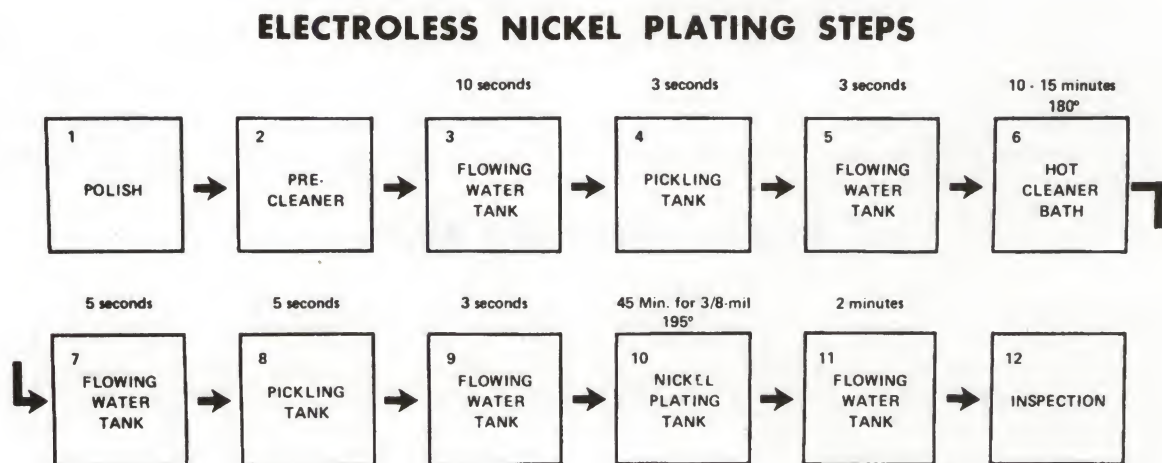 ELECTROLESS NICKEL PLATING STEPS
10 seconds
3 seconds
3 seconds
10 - 15 minutes
180°
1
POLISH
2
PRE-
CLEANER
3
FLOWING
WATER
TANK
4
PICKLING
TANK
5
FLOWING
WATER
TANK
6
HOT
CLEANER
BATH
5 seconds
5 seconds
3 seconds
45 Min. for 3/8-mil
195°
2 minutes
7
FLOWING
WATER
TANK
8
PICKLING
TANK
9
FLOWING
WATER
TANK
10
NICKEL
PLATING
TANK
11
FLOWING
WATER
TANK
12
INSPECTION